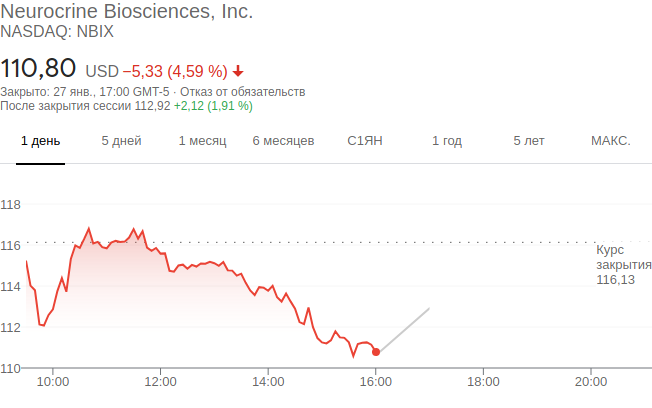 Neurocrine Biosciences, Inc.
NASDAQ: NBIX
110,80 USD −5,33 (4,59 %)
Закрыто: 27 янв., 17:00 GMT-5 · Отказ от обязательств
После закрытия сессии 112,92 +2,12 (1,91 %)
1 день 5 дней 1 месяц 6 месяцев С1ЯН 1 год 5 лет МАКС.
118
116
Курс
закрытия
116,13
114
112
110
10:00 12:00 14:00 16:00 18:00 20:00